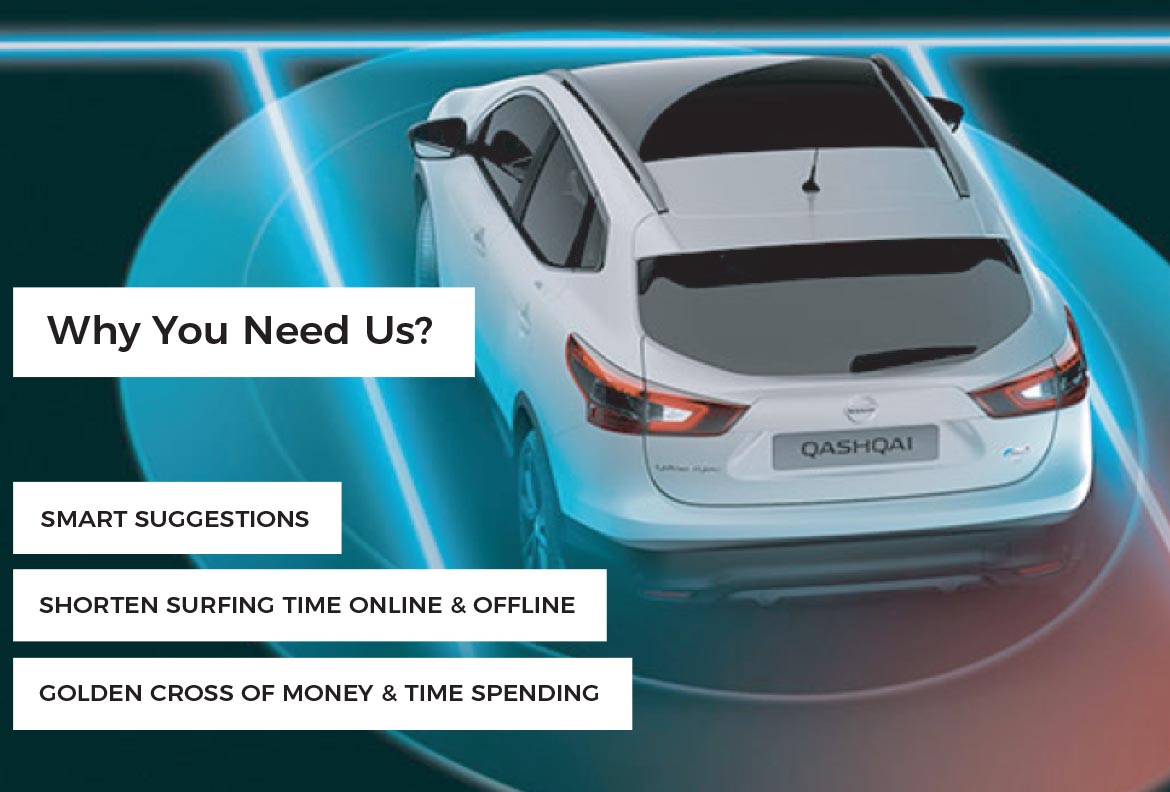 Why You Need Us?
QASHQAI
SMART SUGGESTIONS
SHORTEN SURFING TIME ONLINE & OFFLINE
GOLDEN CROSS OF MONEY & TIME SPENDING